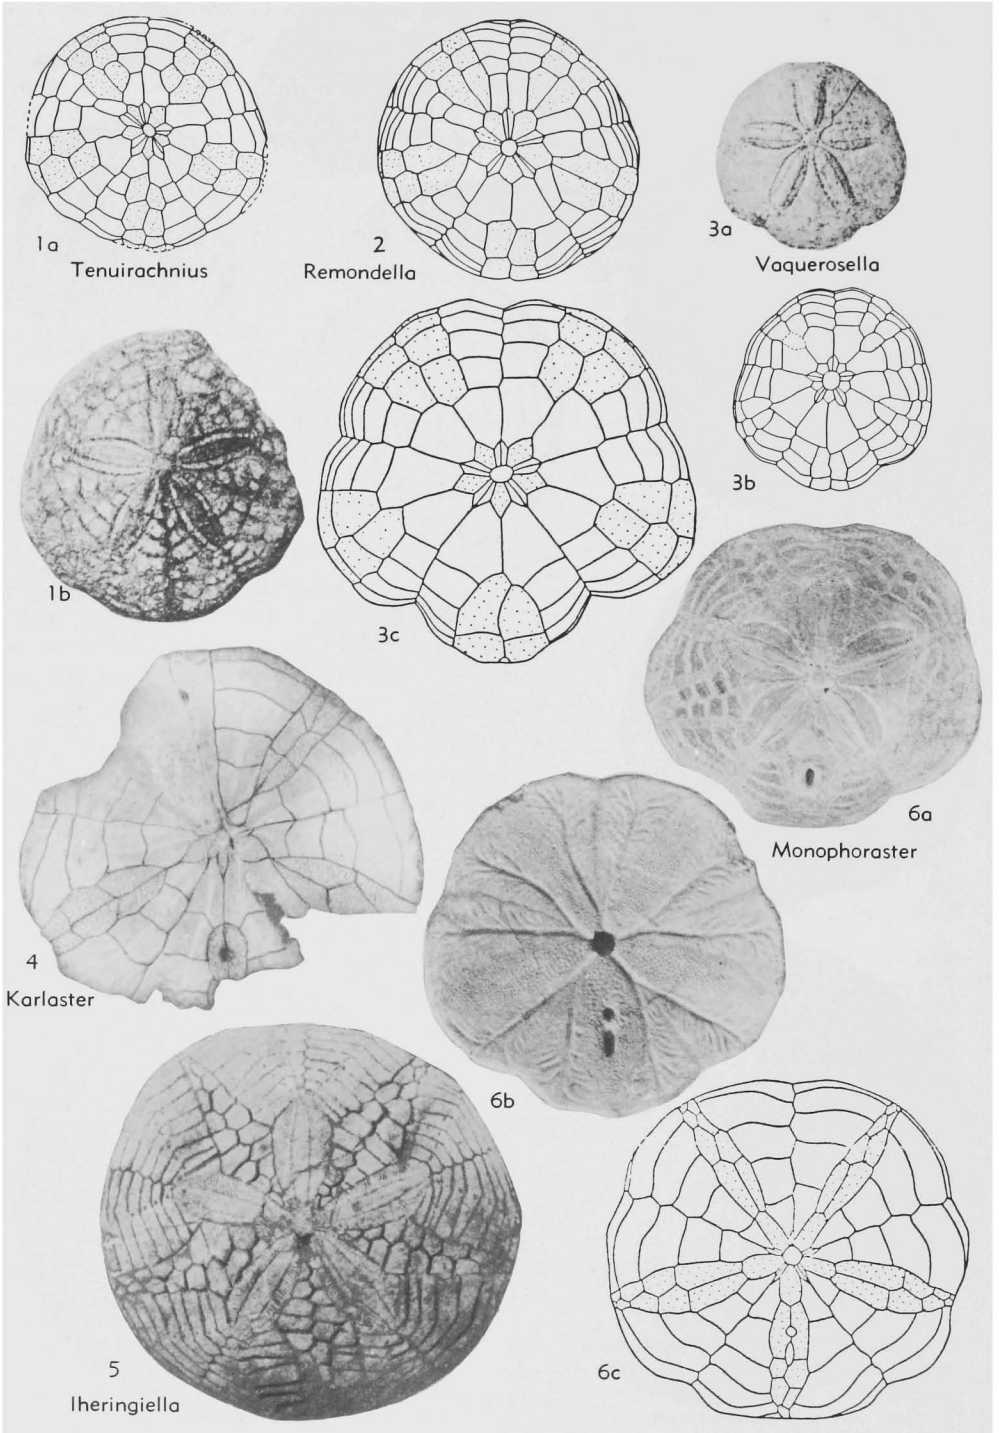 1a
Tenuirachnius
2
Remondella
3a
Vaquerosella
1b
3c
3b
6a
Monophoraster
4
Karlaster
6b
5
Iheringiella
6c